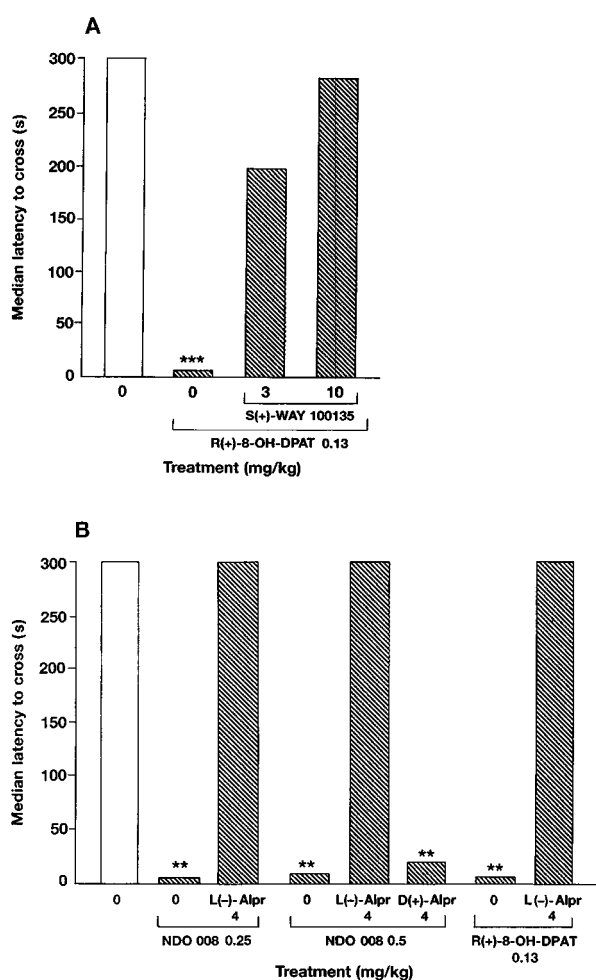 A
Median latency to cross (s)
300
250
200
150
100
50
0
***
0 0 3 10
S(+)-WAY 100135
R(+)-8-OH-DPAT 0.13
Treatment (mg/kg)
B
Median latency to cross (s)
300
250
200
150
100
50
0
** ** ** **
0 0 L(–)-Alpr 0 L(–)-Alpr D(+)-Alpr 0 L(–)-Alpr
4 4 4 4
NDO 008 0.25 NDO 008 0.5 R(+)-8-OH-DPAT
0.13
Treatment (mg/kg)